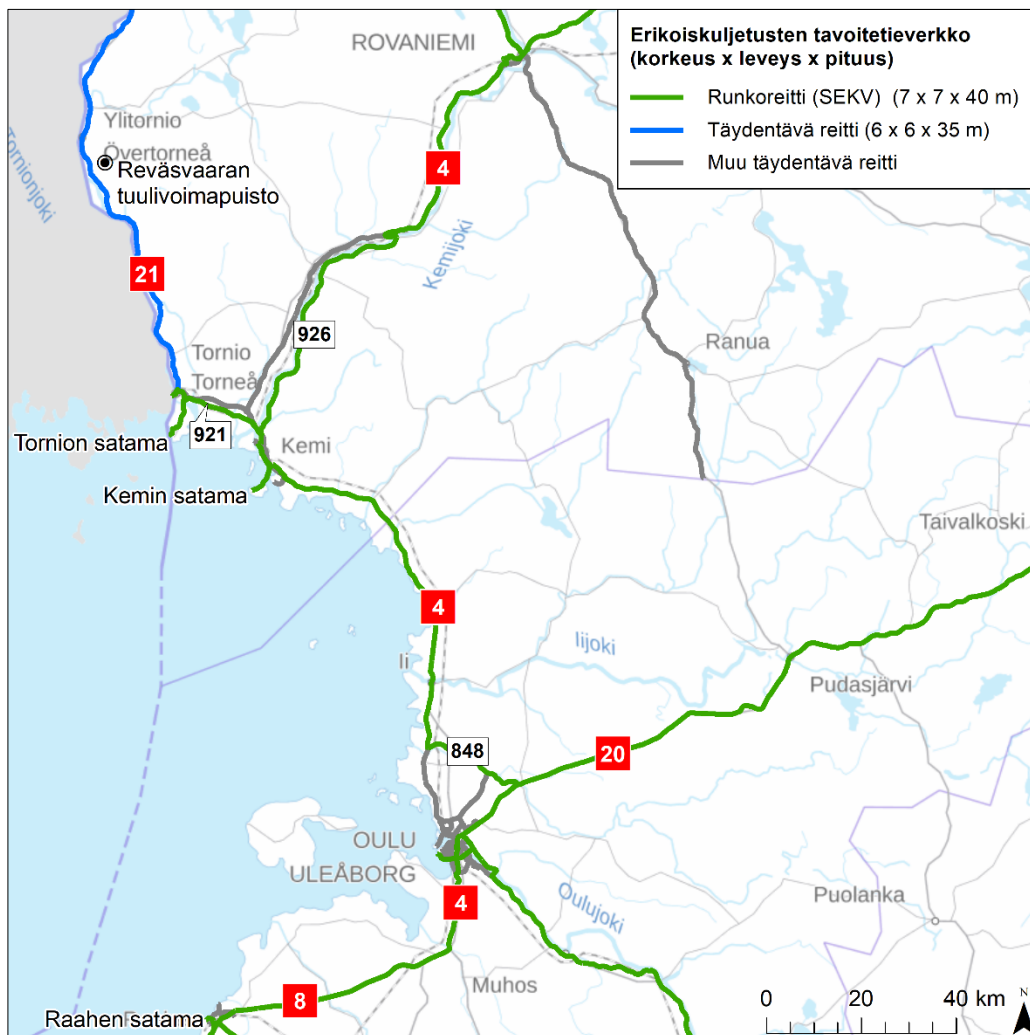 Erikoiskuljetusten tavoitetieverkko
(korkeus x leveys x pituus)
Runkoreitti (SEKV) (7 x 7 x 40 m)
Täydentävä reitti (6 x 6 x 35 m)
Muu täydentävä reitti
ROVANIEMI
Ylitornio
Övertorneå
Reväsvaaran
tuulivoimapuisto
Tornionjoki
4
Kemijoki
21
926
Ranua
Tornio
Torneå
921
Tornion satama
Kemi
Kemin satama
Taivalkoski
4
Iijoki
Ii
Pudasjärvi
848
20
OULU
ULEÅBORG
4
Oulujoki
Puolanka
Muhos
8
Raahen satama
0 20 40 km
N